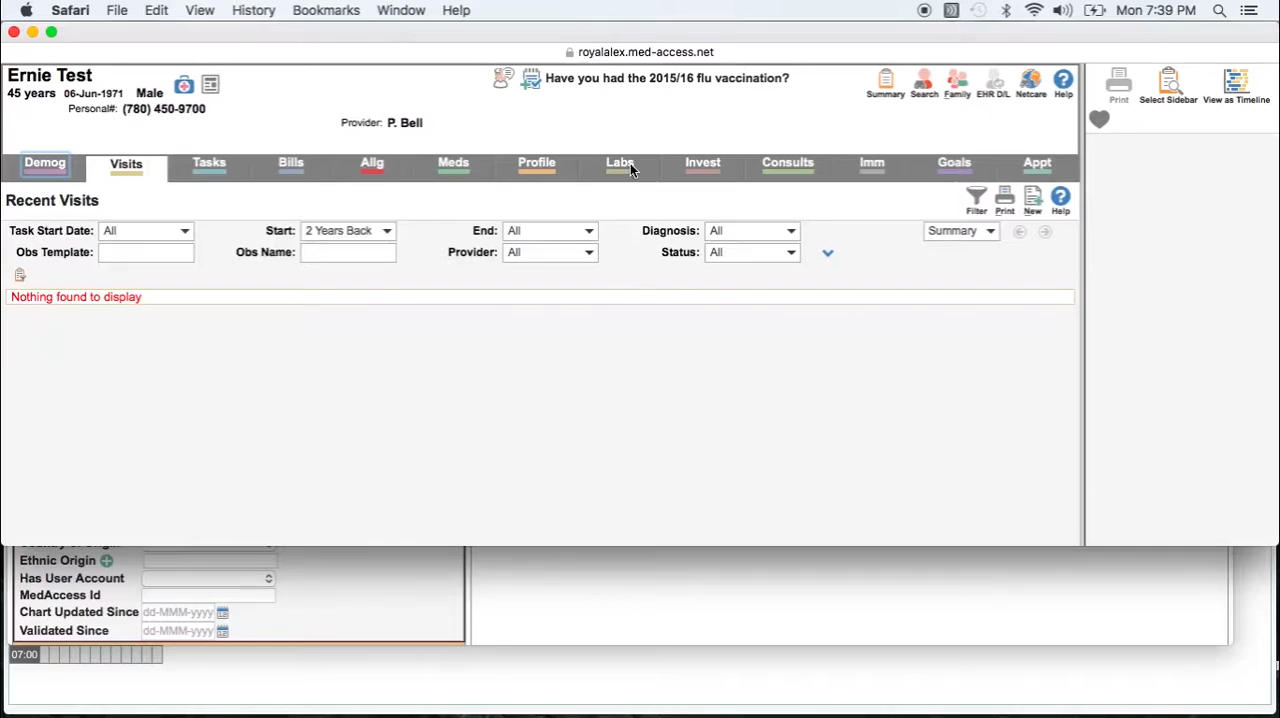 Safari File Edit View History Bookmarks Window Help Mon 7:39 PM
royalalex.med-access.net
Ernie Test
45 years 06-Jun-1971 Male
Personal#: (780) 450-9700
Have you had the 2015/16 flu vaccination?
Provider: P. Bell
Summary Search Family EHR D/L Netcare Help
Print Select Sidebar View as Timeline
Demog Visits Tasks Bills Allg Meds Profile Labs Invest Consults Imm Goals Appt
Recent Visits
Filter Print New Help
Task Start Date: All Start: 2 Years Back End: All Diagnosis: All Summary
Obs Template: Obs Name: Provider: All Status: All
Nothing found to display
Ethnic Origin
Has User Account
MedAccess Id
Chart Updated Since dd-MMM-yyyy
Validated Since dd-MMM-yyyy
07:00